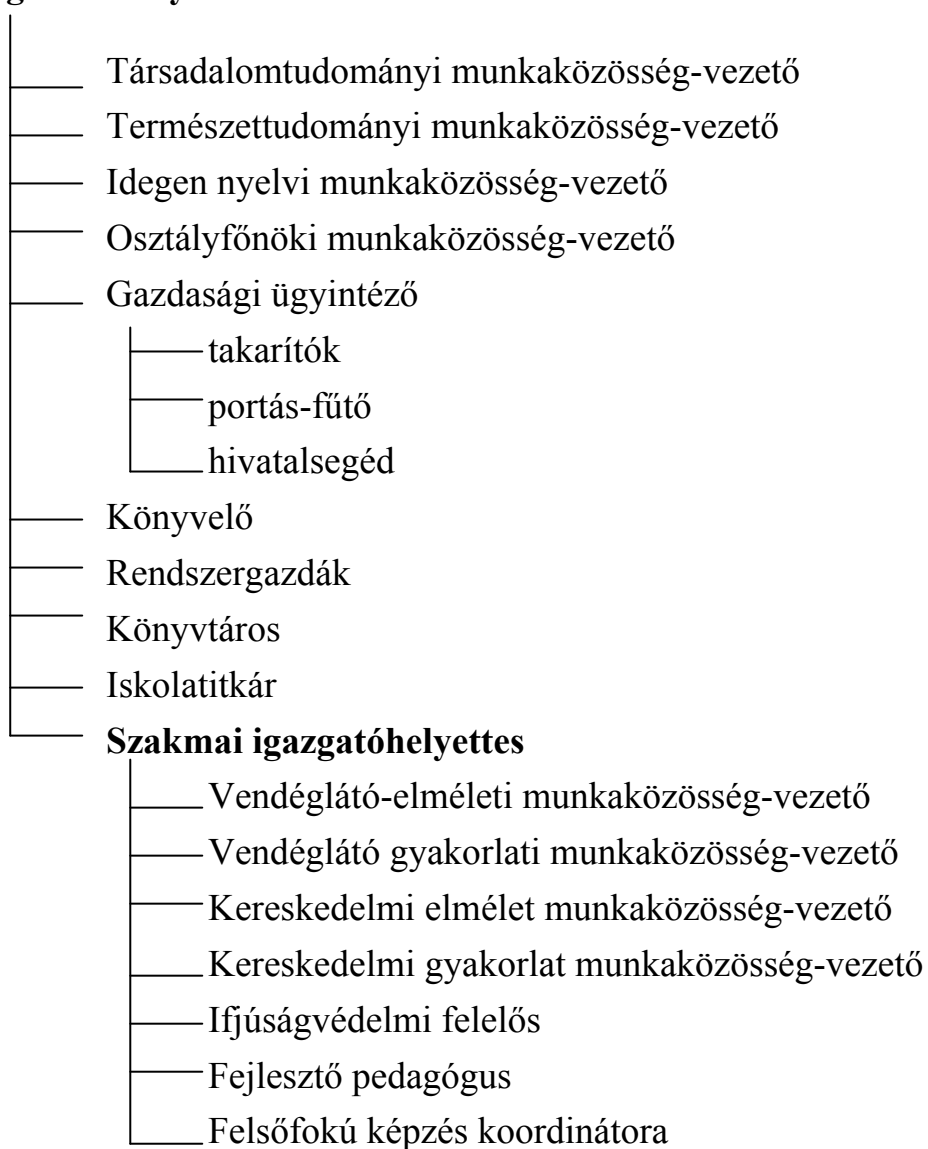 Társadalomtudományi munkaközösség-vezető
Természettudományi munkaközösség-vezető
Idegen nyelvi munkaközösség-vezető
Osztályfőnöki munkaközösség-vezető
Gazdasági ügyintéző
takarítók
portás-fűtő
hivatalsegéd
Könyvelő
Rendszergazdák
Könyvtáros
Iskolatitkár
Szakmai igazgatóhelyettes
Vendéglátó-elméleti munkaközösség-vezető
Vendéglátó gyakorlati munkaközösség-vezető
Kereskedelmi elmélet munkaközösség-vezető
Kereskedelmi gyakorlat munkaközösség-vezető
Ifjúságvédelmi felelős
Fejlesztő pedagógus
Felsőfokú képzés koordinátora